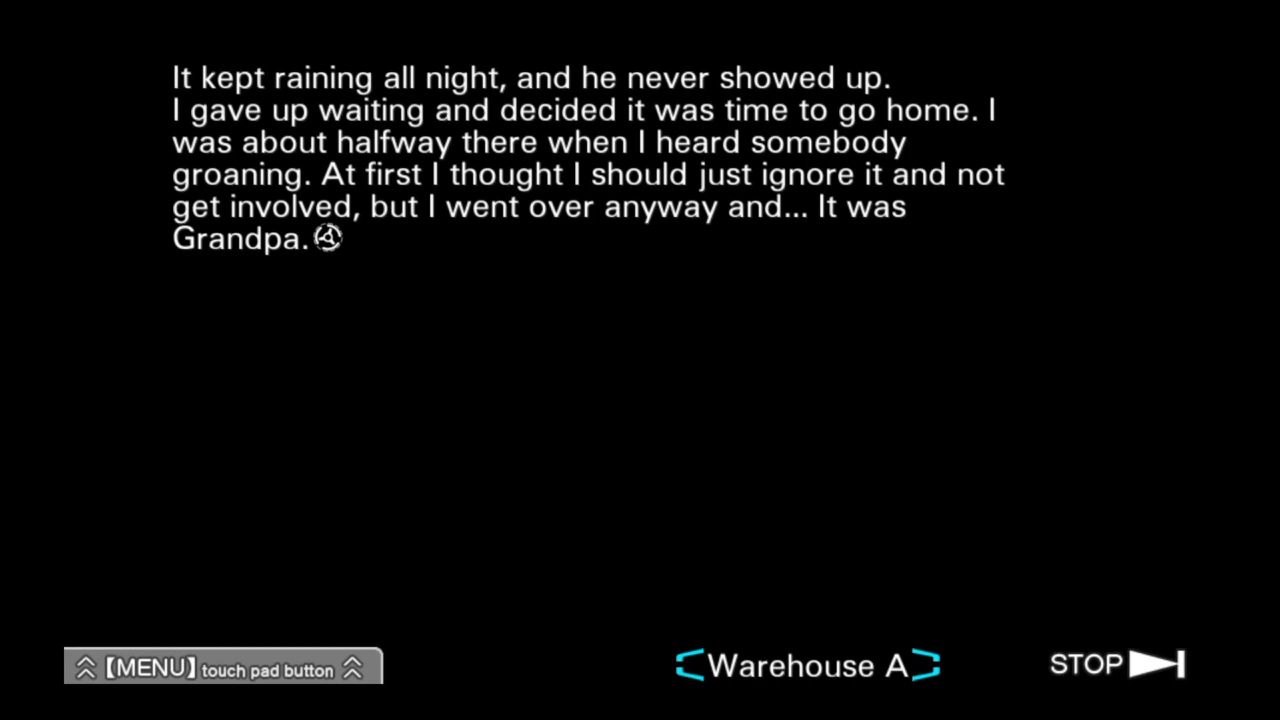 It kept raining all night, and he never showed up.
I gave up waiting and decided it was time to go home. I
was about halfway there when I heard somebody
groaning. At first I thought I should just ignore it and not
get involved, but I went over anyway and... It was
Grandpa.
【MENU】touch pad button
Warehouse A
STOP